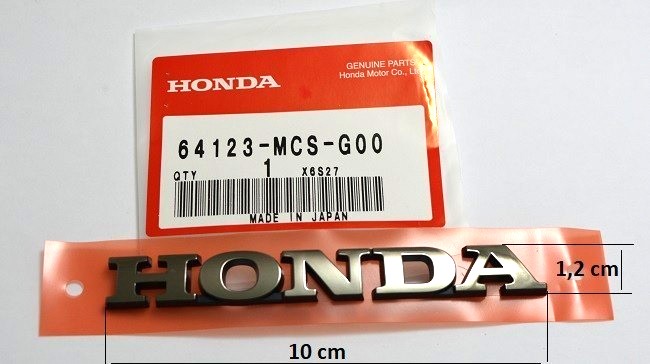 HONDA
GENUINE PARTS
Honda Motor Co., Lt
64123-MCS-G00
QTY 1 X6S27
MADE IN JAPAN
HONDA
1,2 cm
10 cm